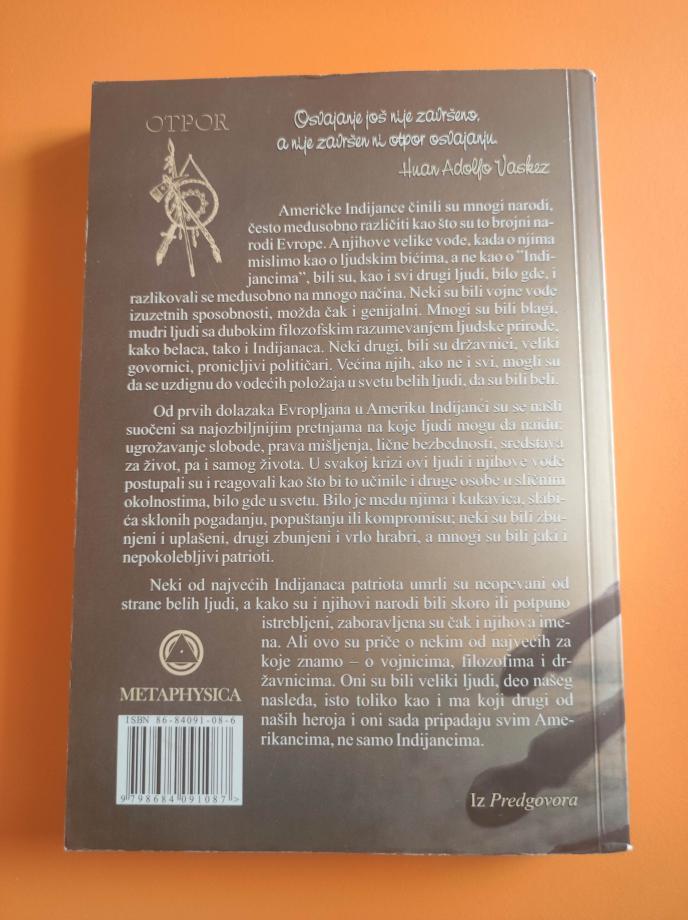 OTPOR
Osvajanje još nije završeno,
a nije završen ni otpor osvajanju.
Huan Adolfo Vaskez
Američke Indijance činili su mnogi narodi,
često međusobno različiti kao što su to brojni na-
rodi Evrope. A njihove velike vođe, kada o njima
mislimo kao o ljudskim bićima, a ne kao o "Indi-
jancima", bili su, kao i svi drugi ljudi, bilo gde, i
razlikovali se međusobno na mnogo načina. Neki su bili vojne vođe
izuzetnih sposobnosti, možda čak i genijalni. Mnogi su bili blagi,
mudri ljudi sa dubokim filozofskim razumevanjem ljudske prirode,
kako belaca, tako i Indijanaca. Neki drugi, bili su državnici, veliki
govornici, pronicljivi političari. Većina njih, ako ne i svi, mogli su
da se uzdignu do vodećih položaja u svetu belih ljudi, da su bili beli.
Od prvih dolazaka Evropljana u Ameriku Indijanci su se našli
suočeni sa najozbiljnijim pretnjama na koje ljudi mogu da naiđu:
ugrožavanje slobode, prava mišljenja, lične bezbednosti, sredstava
za život, pa i samog života. U svakoj krizi ovi ljudi i njihove vođe
postupali su i reagovali kao što bi to učinile i druge osobe u sličnim
okolnostima, bilo gde u svetu. Bilo je među njima i kukavica, slabi-
ća sklonih pogađanju, popuštanju ili kompromisu; neki su bili zbu-
njeni i uplašeni, drugi zbunjeni i vrlo hrabri, a mnogi su bili jaki i
nepokolebljivi patrioti.
Neki od najvećih Indijanaca patriota umrli su neopevani od
strane belih ljudi, a kako su i njihovi narodi bili skoro ili potpuno
istrebljeni, zaboravljena su čak i njihova ime-
na. Ali ovo su priče o nekim od najvećih za
koje znamo – o vojnicima, filozofima i dr-
žavnicima. Oni su bili veliki ljudi, deo našeg
nasleđa, isto toliko kao i ma koji drugi od
naših heroja i oni sada pripadaju svim Ame-
rikancima, ne samo Indijancima.
METAPHYSICA
ISBN 86-84091-08-6
9 798684 091087 >
Iz Predgovora